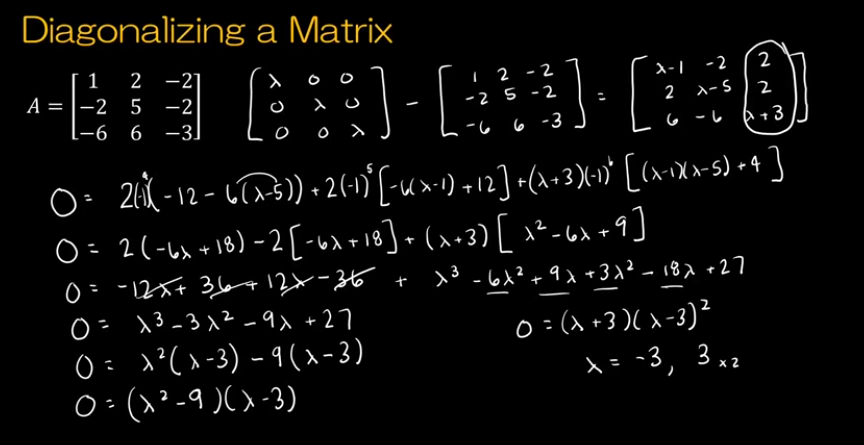 Diagonalizing a Matrix
A = [1 2 −2; −2 5 −2; −6 6 −3] [λ 0 0; 0 λ 0; 0 0 λ] − [1 2 −2; −2 5 −2; −6 6 −3] = [λ-1 -2 2; 2 λ-5 2; 6 -6 λ+3]
0 = 2(-1)⁴(-12 - 6(λ-5)) + 2(-1)⁵[-6(λ-1) + 12] + (λ+3)(-1)⁶[(λ-1)(λ-5) + 4]
0 = 2(-6λ + 18) - 2[-6λ + 18] + (λ+3)[λ² - 6λ + 9]
0 = -12λ + 36 + 12λ - 36 + λ³ - 6λ² + 9λ + 3λ² - 18λ + 27
0 = λ³ - 3λ² - 9λ + 27
0 = λ²(λ-3) - 9(λ-3)
0 = (λ² - 9)(λ-3)
0 = (λ+3)(λ-3)²
λ = -3, 3 ×2